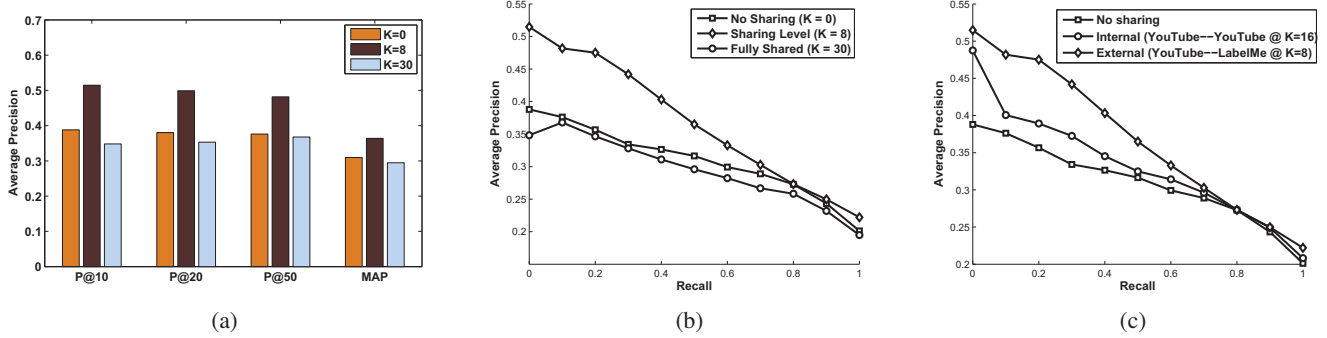 0.7
0.6
0.5
0.4
0.3
0.2
0.1
0
Average Precision
K=0
K=8
K=30
P@10 P@20 P@50 MAP
(a)
0.55
0.5
0.45
0.4
0.35
0.3
0.25
0.2
Average Precision
No Sharing (K = 0)
Sharing Level (K = 8)
Fully Shared (K = 30)
0 0.2 0.4 0.6 0.8 1
Recall
(b)
0.55
0.5
0.45
0.4
0.35
0.3
0.25
0.2
Average Precision
No sharing
Internal (YouTube−−YouTube @ K=16)
External (YouTube−−LabelMe @ K=8)
0 0.2 0.4 0.6 0.8 1
Recall
(c)